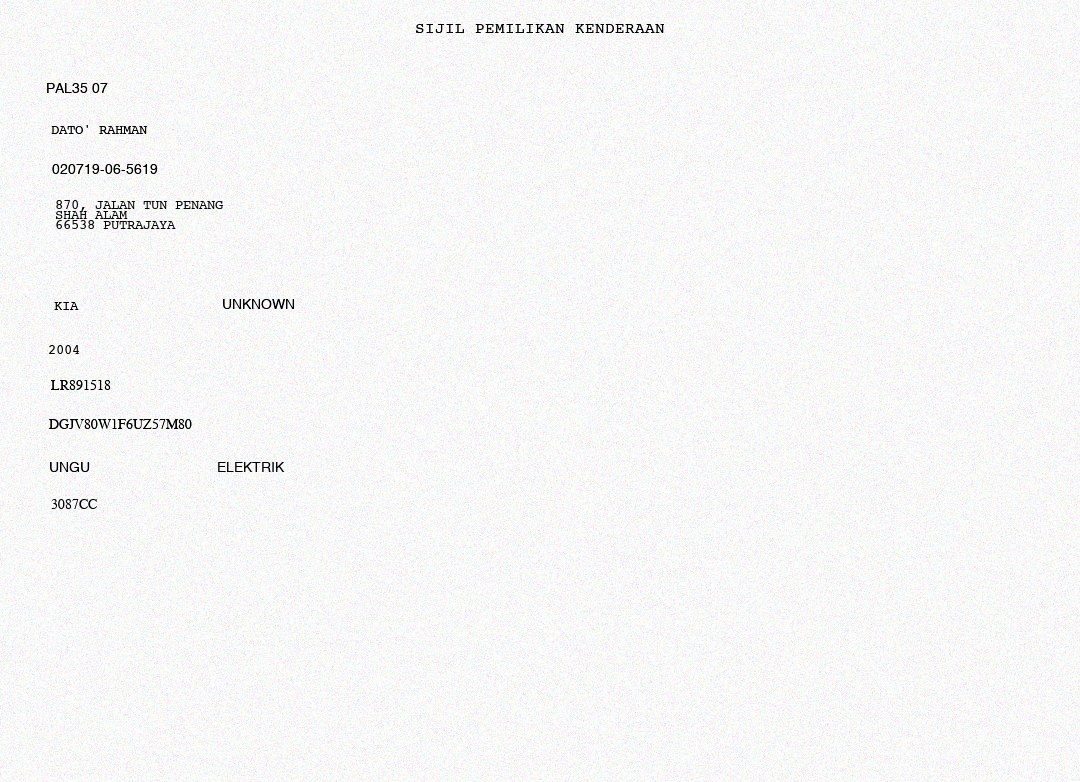 SIJIL PEMILIKAN KENDERAAN
PAL35 07
DATO' RAHMAN
020719-06-5619
870, JALAN TUN PENANG
SHAH ALAM
66538 PUTRAJAYA
KIA UNKNOWN
2004
LR891518
DGJV80W1F6UZ57M80
UNGU ELEKTRIK
3087CC